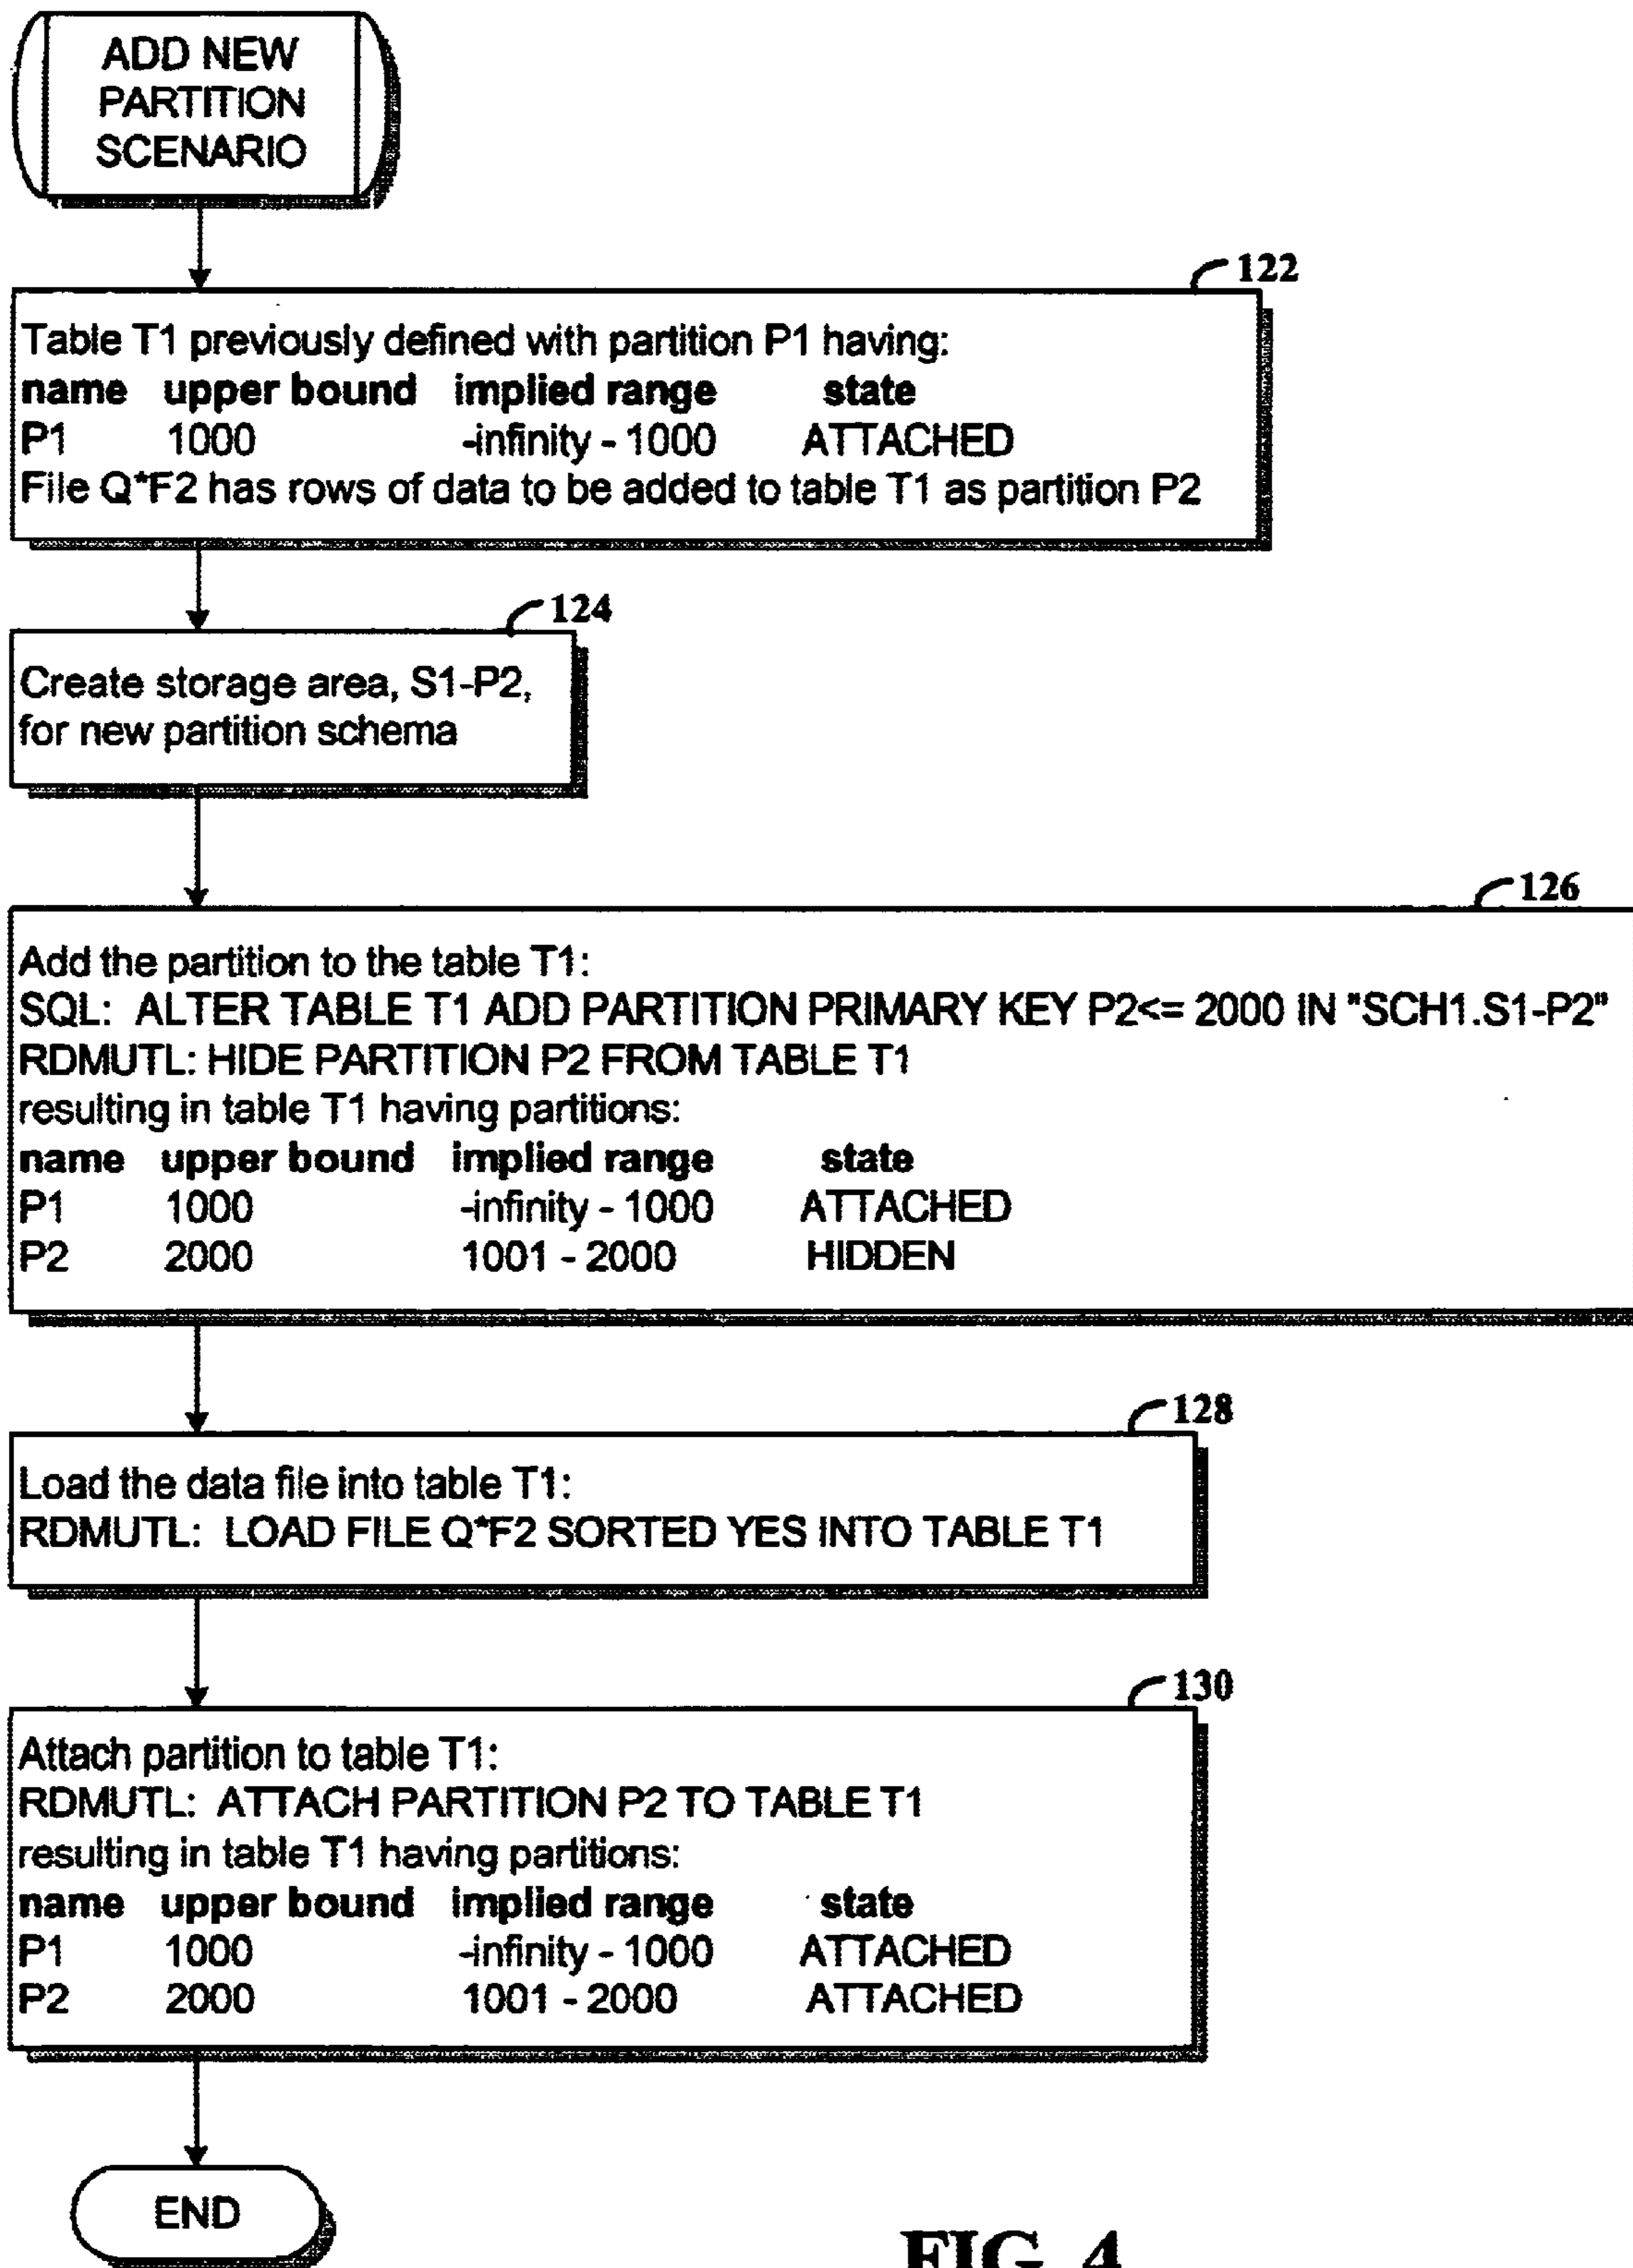 ADD NEW
PARTITION
SCENARIO
122
Table T1 previously defined with partition P1 having:
name upper bound implied range state
P1 1000 -infinity - 1000 ATTACHED
File Q*F2 has rows of data to be added to table T1 as partition P2
124
Create storage area, S1-P2,
for new partition schema
126
Add the partition to the table T1:
SQL: ALTER TABLE T1 ADD PARTITION PRIMARY KEY P2<= 2000 IN "SCH1.S1-P2"
RDMUTL: HIDE PARTITION P2 FROM TABLE T1
resulting in table T1 having partitions:
name upper bound implied range state
P1 1000 -infinity - 1000 ATTACHED
P2 2000 1001 - 2000 HIDDEN
128
Load the data file into table T1:
RDMUTL: LOAD FILE Q*F2 SORTED YES INTO TABLE T1
130
Attach partition to table T1:
RDMUTL: ATTACH PARTITION P2 TO TABLE T1
resulting in table T1 having partitions:
name upper bound implied range state
P1 1000 -infinity - 1000 ATTACHED
P2 2000 1001 - 2000 ATTACHED
END
FIG. 4